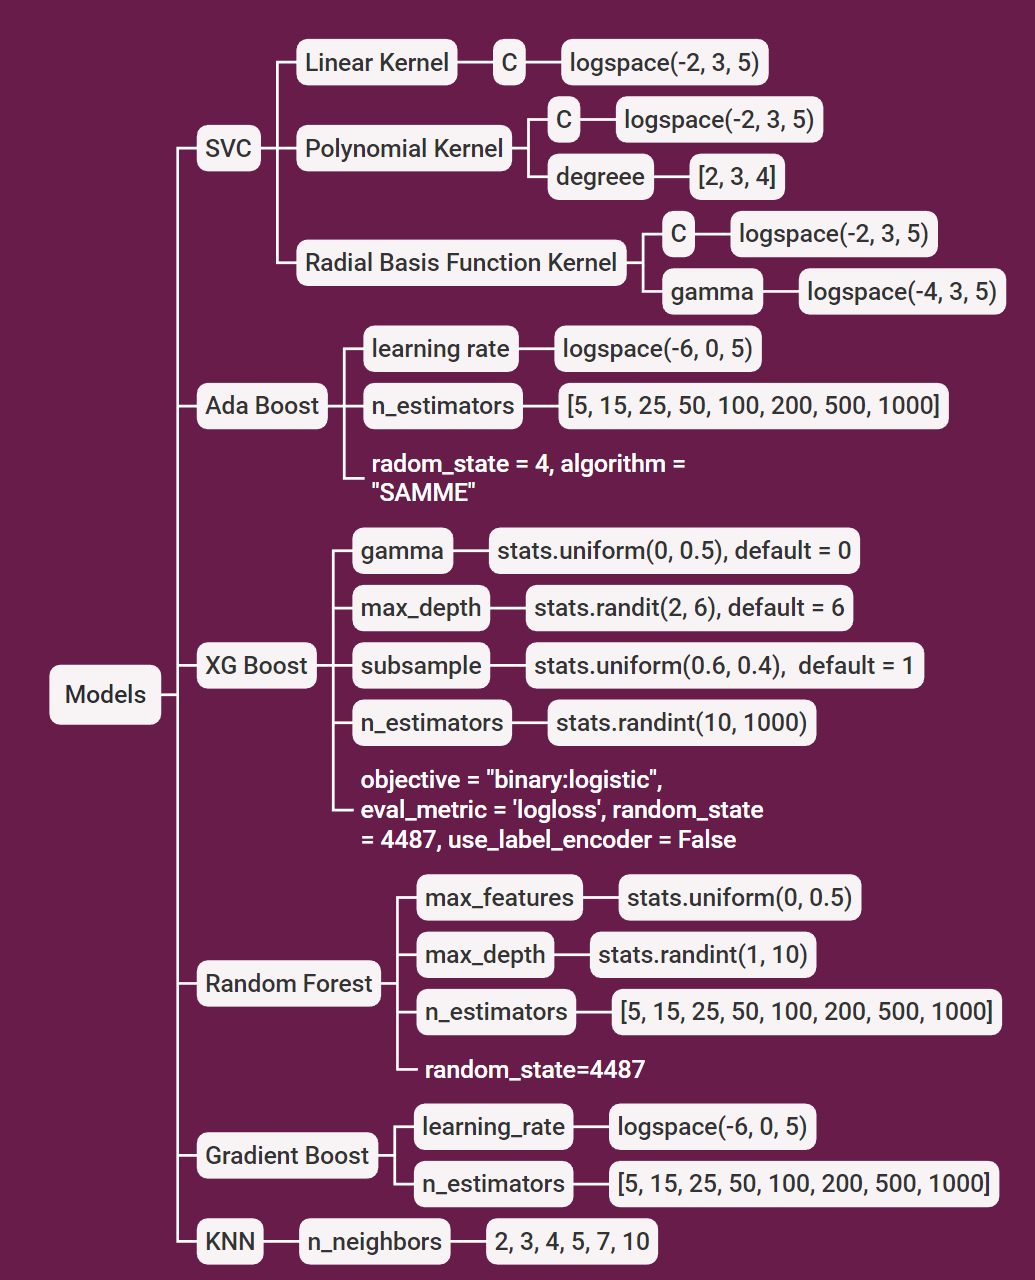 Linear Kernel
C
logspace(-2, 3, 5)
C
logspace(-2, 3, 5)
SVC
Polynomial Kernel
degreee
[2, 3, 4]
C
logspace(-2, 3, 5)
Radial Basis Function Kernel
gamma
logspace(-4, 3, 5)
learning rate
logspace(-6, 0, 5)
Ada Boost
n_estimators
[5, 15, 25, 50, 100, 200, 500, 1000]
radom_state = 4, algorithm =
"SAMME"
gamma
stats.uniform(0, 0.5), default = 0
max_depth
stats.randit(2, 6), default = 6
Models
XG Boost
subsample
stats.uniform(0.6, 0.4),  default = 1
n_estimators
stats.randint(10, 1000)
objective = "binary:logistic",
eval_metric = 'logloss', random_state
= 4487, use_label_encoder = False
max_features
stats.uniform(0, 0.5)
max_depth
stats.randint(1, 10)
Random Forest
n_estimators
[5, 15, 25, 50, 100, 200, 500, 1000]
random_state=4487
learning_rate
logspace(-6, 0, 5)
Gradient Boost
n_estimators
[5, 15, 25, 50, 100, 200, 500, 1000]
KNN
n_neighbors
2, 3, 4, 5, 7, 10